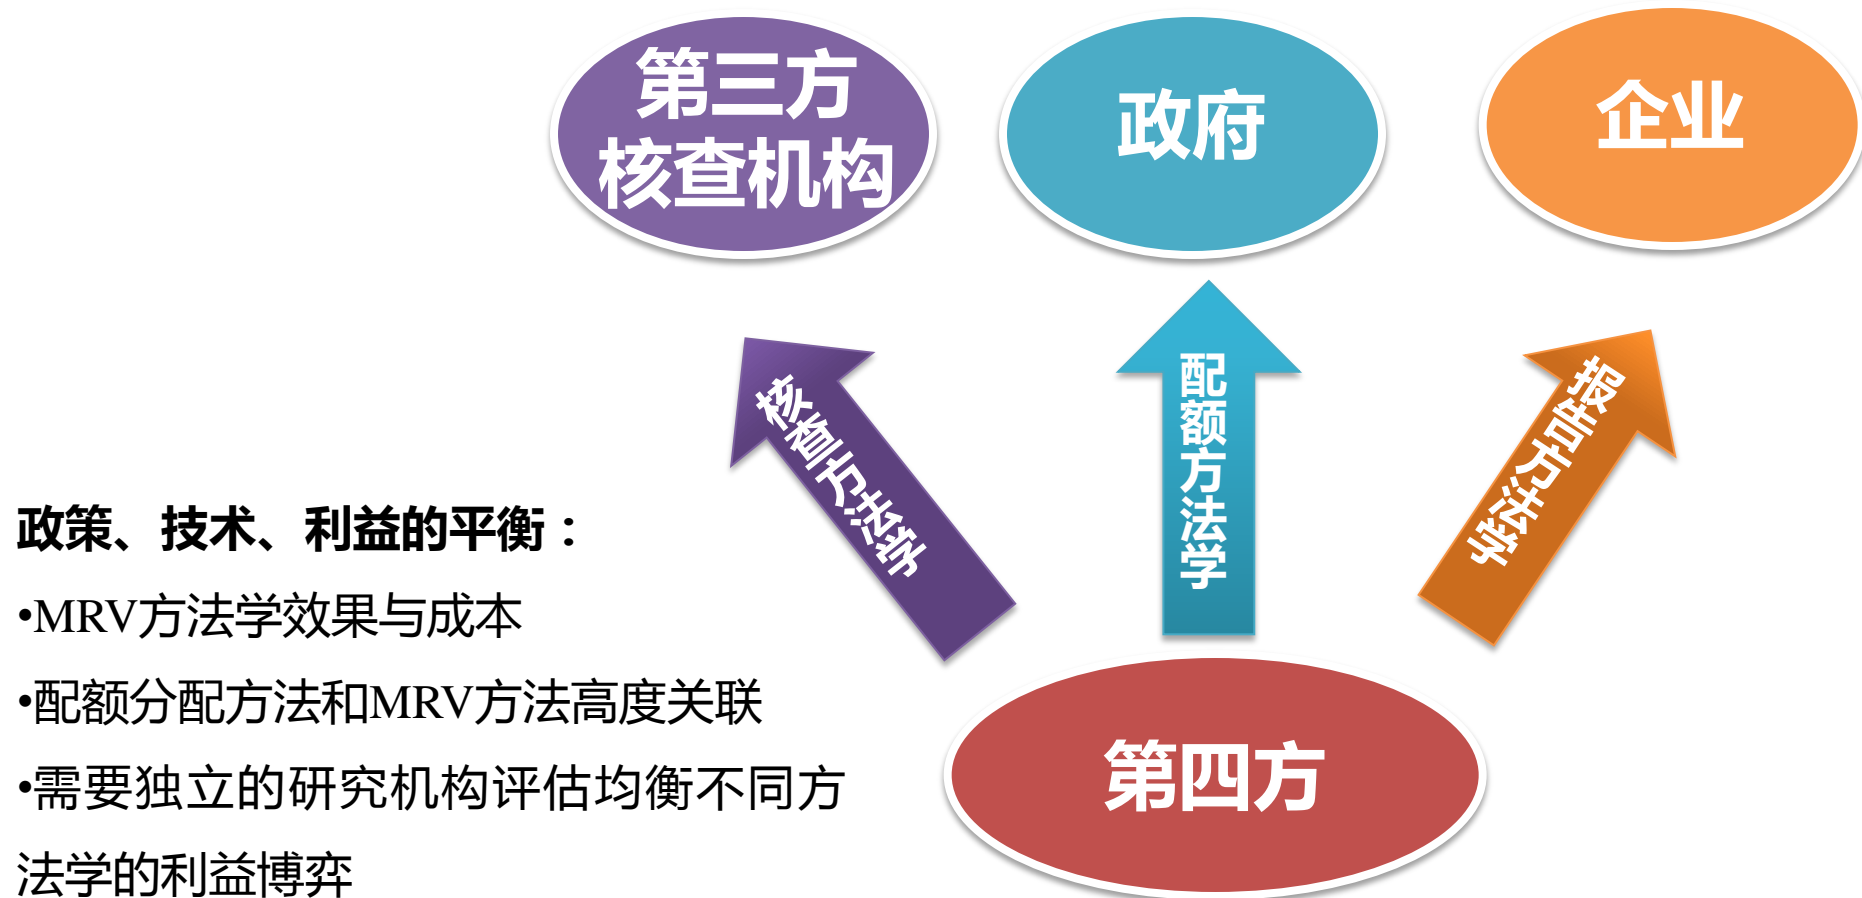 第三方
核查机构
政府
企业
核查方法学
配额方法学
报告方法学
政策、技术、利益的平衡：
•MRV方法学效果与成本
•配额分配方法和MRV方法高度关联
•需要独立的研究机构评估均衡不同方
法学的利益博弈
第四方